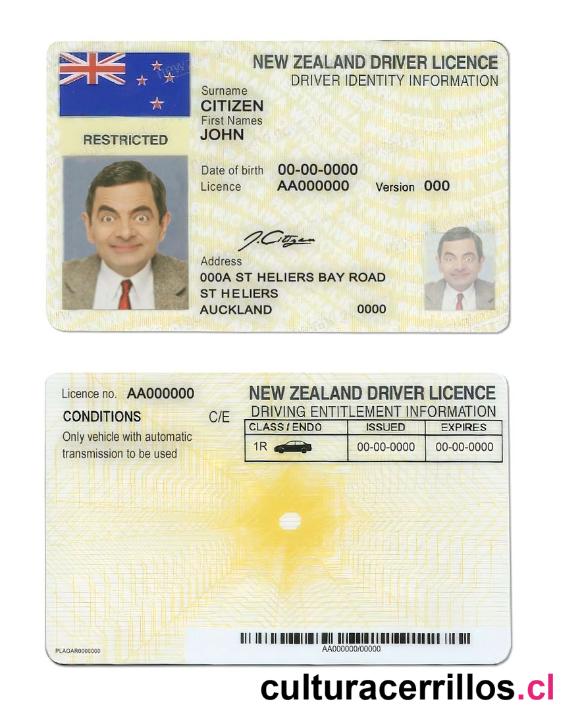 NEW ZEALAND DRIVER LICENCE
DRIVER IDENTITY INFORMATION
RESTRICTED
Surname
CITIZEN
First Names
JOHN
Date of birth 00-00-0000
Licence AA000000 Version 000
J.Citizen
Address
000A ST HELIERS BAY ROAD
ST HELIERS
AUCKLAND 0000
Licence no. AA000000
CONDITIONS C/E
Only vehicle with automatic
transmission to be used
NEW ZEALAND DRIVER LICENCE
DRIVING ENTITLEMENT INFORMATION
CLASS / ENDO ISSUED EXPIRES
1R 00-00-0000 00-00-0000
PLAQAR0000000
AA000000/00000
culturacerrillos.cl